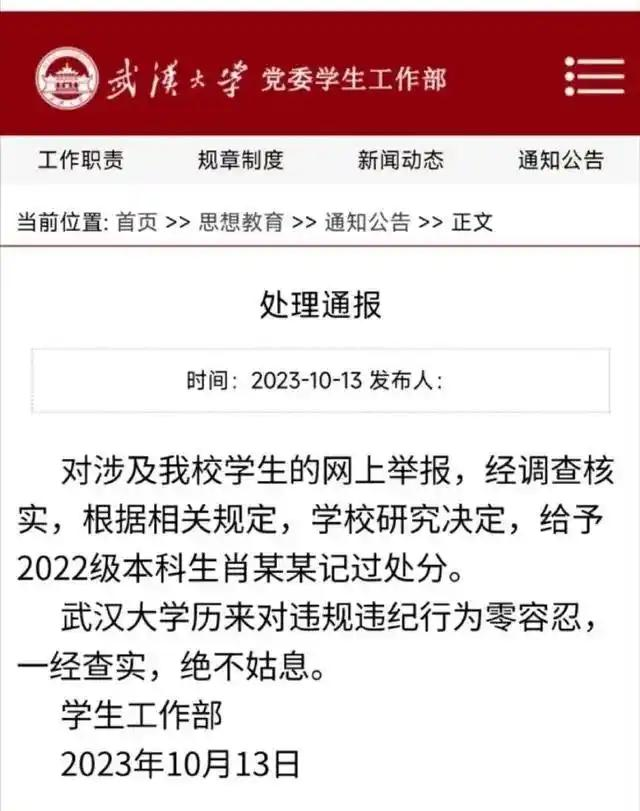 武漢大学 党委学生工作部
工作职责 规章制度 新闻动态 通知公告
当前位置: 首页 >> 思想教育 >> 通知公告 >> 正文
处理通报
时间：2023-10-13 发布人：
对涉及我校学生的网上举报，经调查核
实，根据相关规定，学校研究决定，给予
2022级本科生肖某某记过处分。
武汉大学历来对违规违纪行为零容忍，
一经查实，绝不姑息。
学生工作部
2023年10月13日